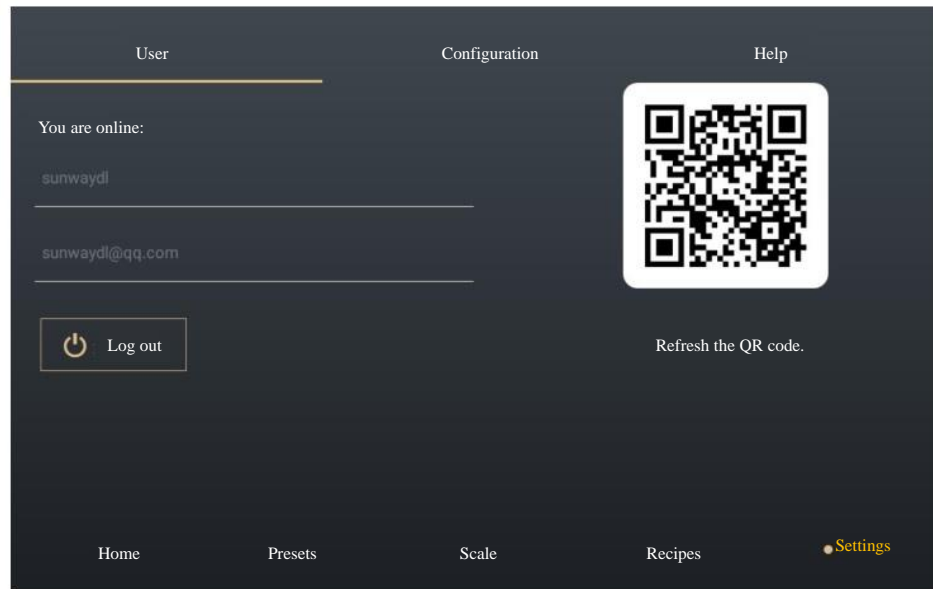 User
Configuration
Help
You are online:
sunwaydl
sunwaydl@qq.com
Log out
Refresh the QR code.
Home
Presets
Scale
Recipes
Settings